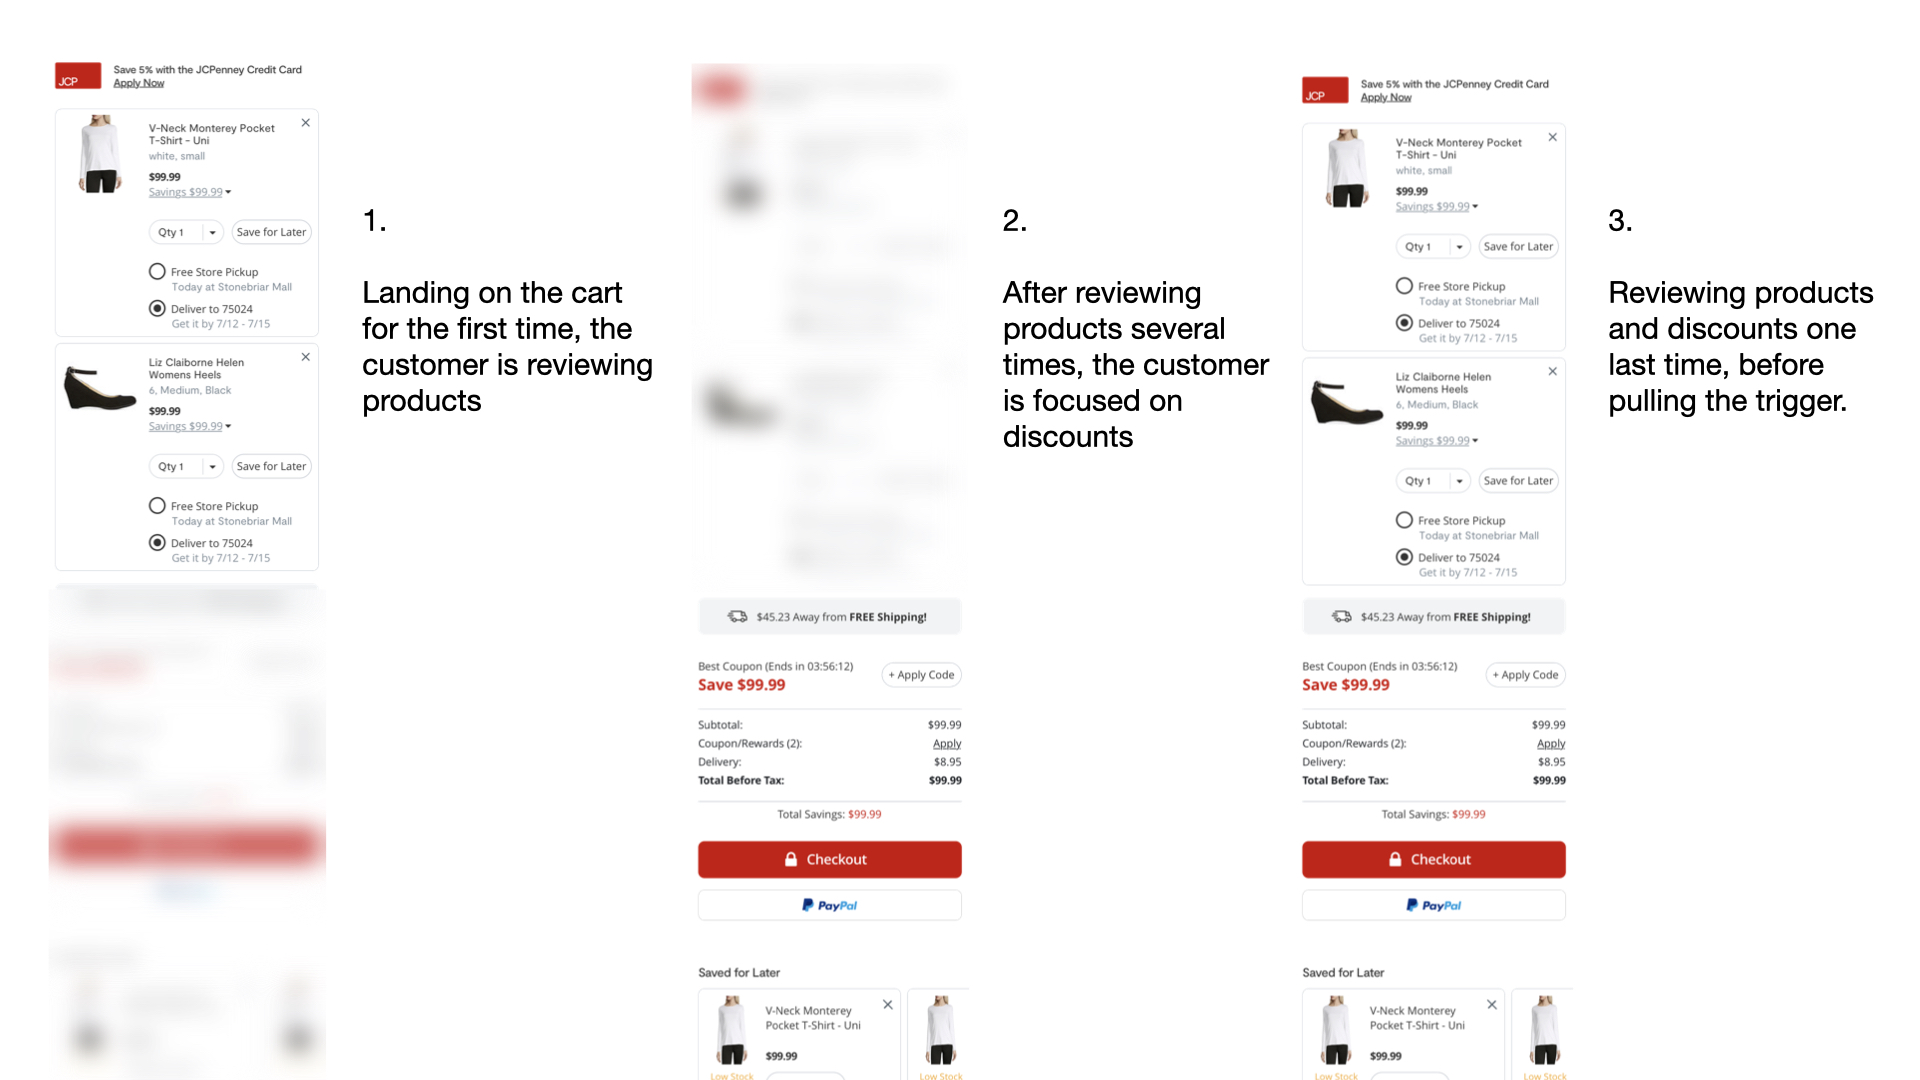 JCP
Save 5% with the JCPenney Credit Card
Apply Now
V-Neck Monterey Pocket
T-Shirt - Uni
white, small
$99.99
Savings $99.99
Qty 1
Save for Later
Free Store Pickup
Today at Stonebriar Mall
Deliver to 75024
Get it by 7/12 - 7/15
Liz Claiborne Helen
Womens Heels
6, Medium, Black
$99.99
Savings $99.99
Qty 1
Save for Later
Free Store Pickup
Today at Stonebriar Mall
Deliver to 75024
Get it by 7/12 - 7/15
1.
Landing on the cart
for the first time, the
customer is reviewing
products
$45.23 Away from FREE Shipping!
Best Coupon (Ends in 03:56:12)
Save $99.99
+ Apply Code
Subtotal: $99.99
Coupon/Rewards (2): Apply
Delivery: $8.95
Total Before Tax: $99.99
Total Savings: $99.99
Checkout
PayPal
Saved for Later
V-Neck Monterey
Pocket T-Shirt - Uni
$99.99
Low Stock
Low Stock
2.
After reviewing
products several
times, the customer
is focused on
discounts
JCP
Save 5% with the JCPenney Credit Card
Apply Now
V-Neck Monterey Pocket
T-Shirt - Uni
white, small
$99.99
Savings $99.99
Qty 1
Save for Later
Free Store Pickup
Today at Stonebriar Mall
Deliver to 75024
Get it by 7/12 - 7/15
Liz Claiborne Helen
Womens Heels
6, Medium, Black
$99.99
Savings $99.99
Qty 1
Save for Later
Free Store Pickup
Today at Stonebriar Mall
Deliver to 75024
Get it by 7/12 - 7/15
$45.23 Away from FREE Shipping!
Best Coupon (Ends in 03:56:12)
Save $99.99
+ Apply Code
Subtotal: $99.99
Coupon/Rewards (2): Apply
Delivery: $8.95
Total Before Tax: $99.99
Total Savings: $99.99
Checkout
PayPal
Saved for Later
V-Neck Monterey
Pocket T-Shirt - Uni
$99.99
Low Stock
Low Stock
3.
Reviewing products
and discounts one
last time, before
pulling the trigger.